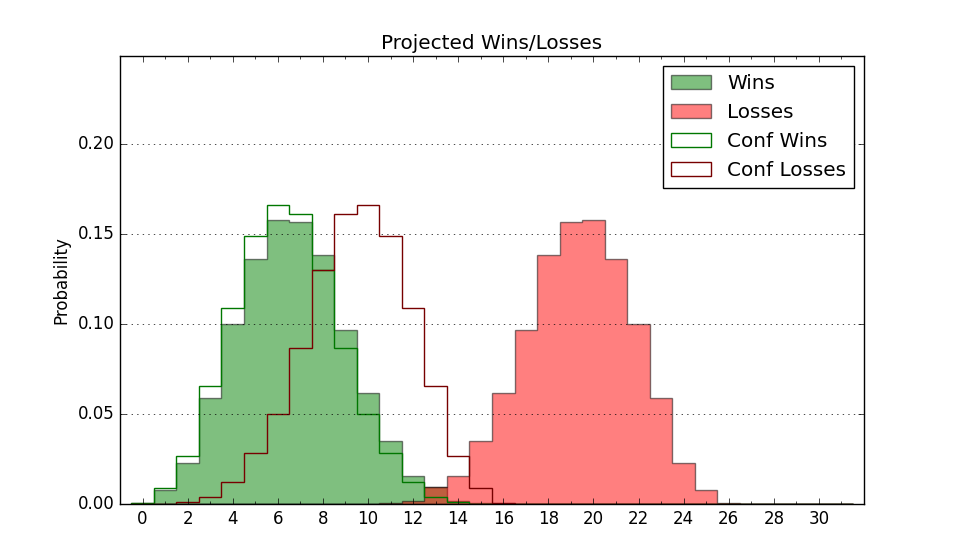 Projected Wins/Losses
Wins
Losses
Conf Wins
Conf Losses
Probability
0.20
0.15
0.10
0.05
0.00
0 2 4 6 8 10 12 14 16 18 20 22 24 26 28 30